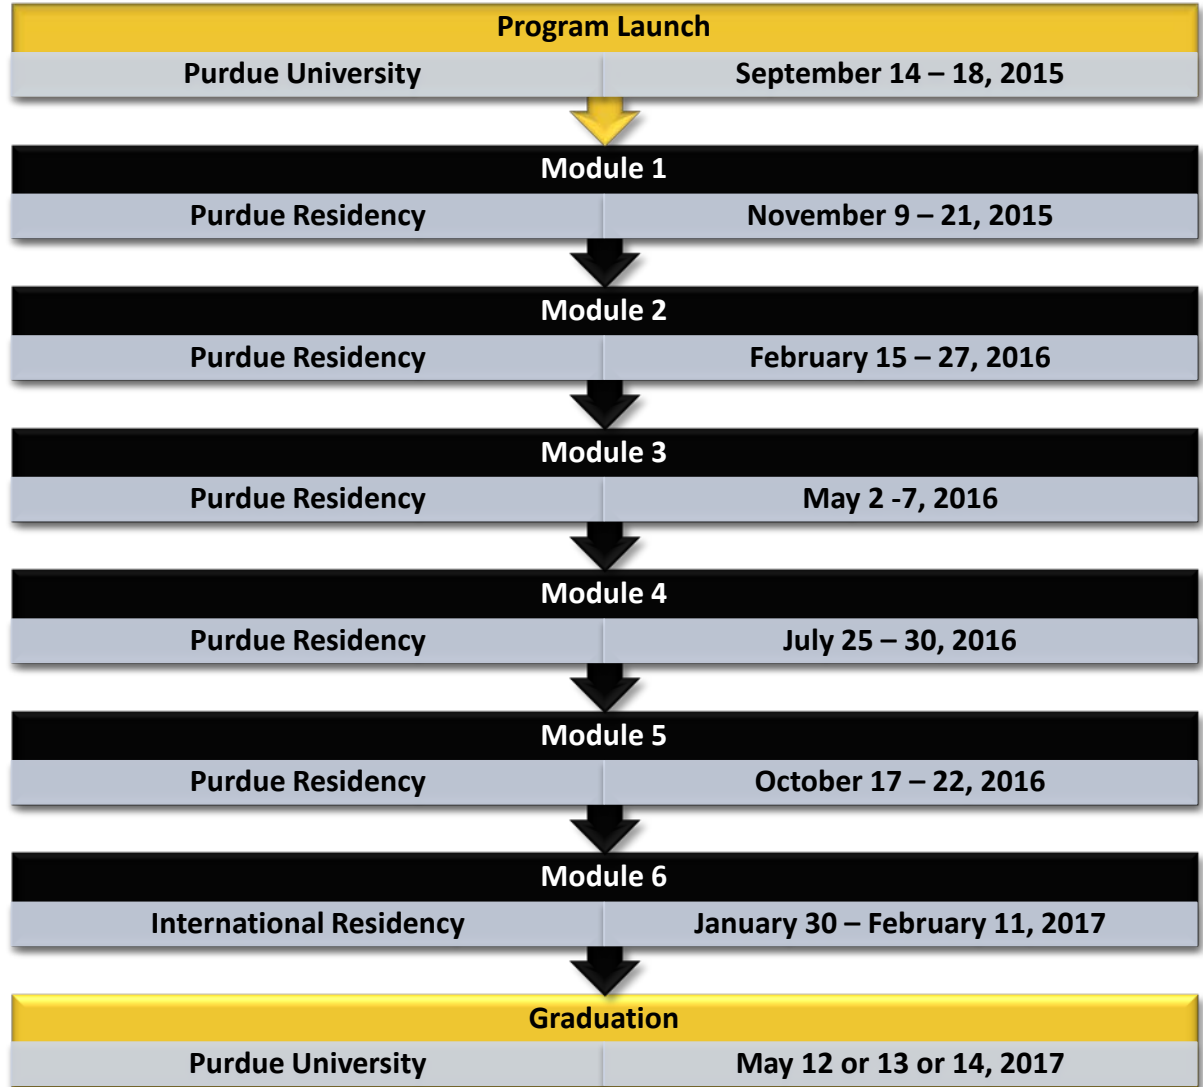 Program Launch
Purdue University September 14 – 18, 2015
Module 1
Purdue Residency November 9 – 21, 2015
Module 2
Purdue Residency February 15 – 27, 2016
Module 3
Purdue Residency May 2 -7, 2016
Module 4
Purdue Residency July 25 – 30, 2016
Module 5
Purdue Residency October 17 – 22, 2016
Module 6
International Residency January 30 – February 11, 2017
Graduation
Purdue University May 12 or 13 or 14, 2017